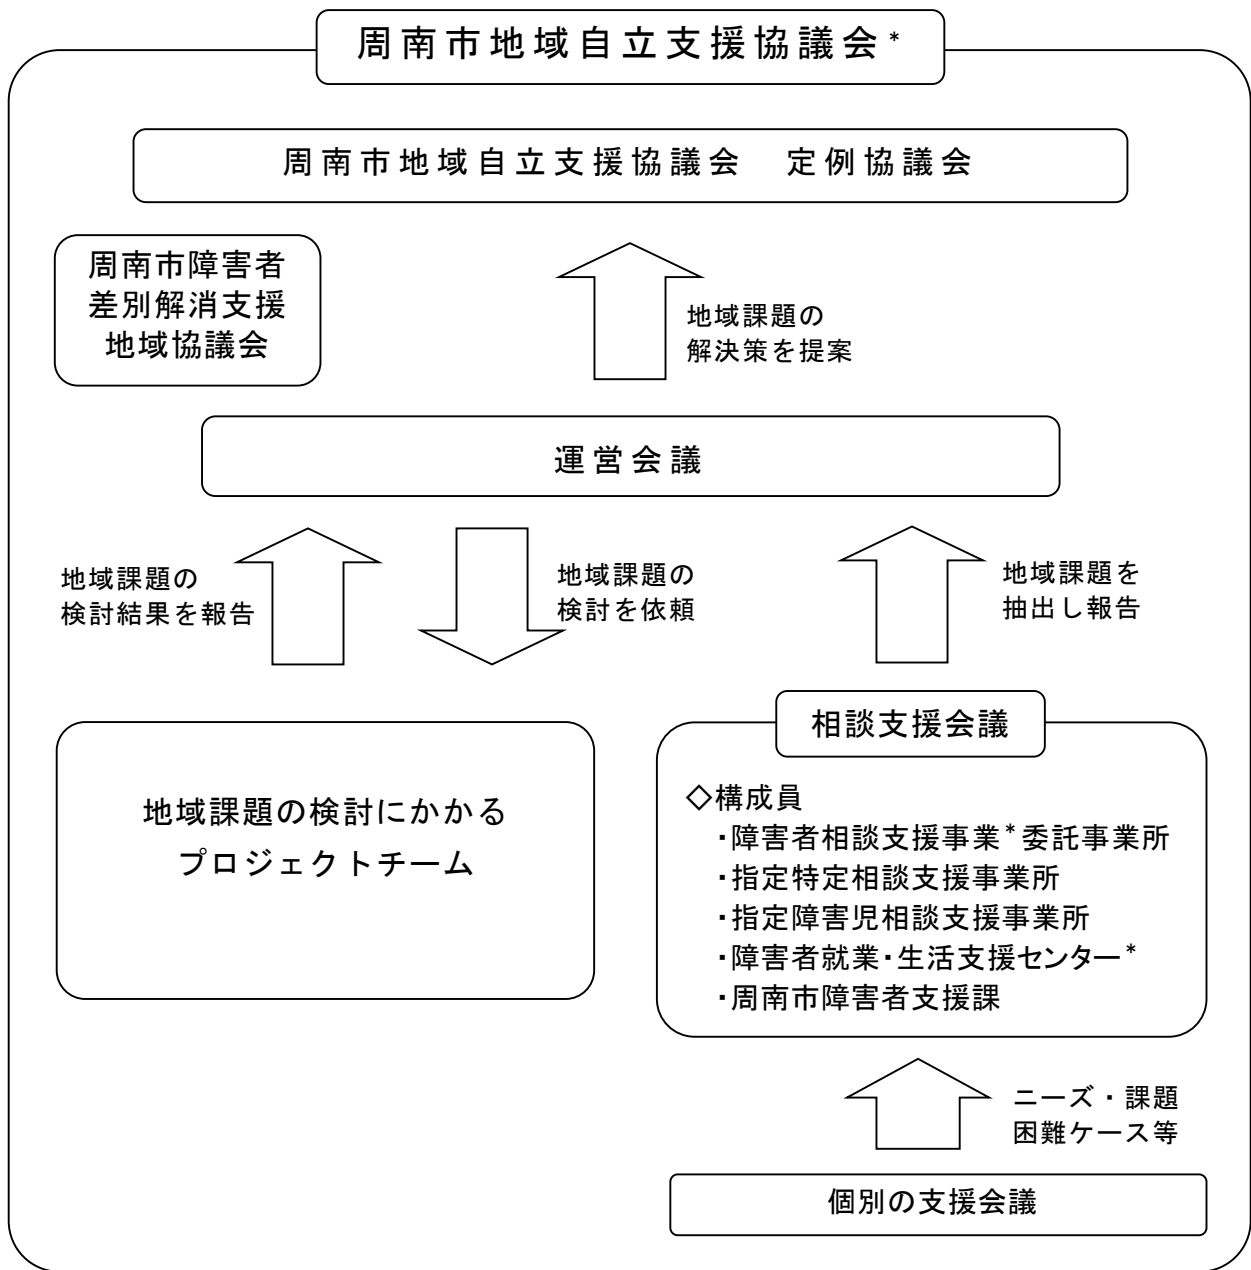 周南市地域自立支援協議会*
周南市地域自立支援協議会　定例協議会
周南市障害者
差別解消支援
地域協議会
地域課題の
解決策を提案
運営会議
地域課題の
検討結果を報告
地域課題の
検討を依頼
地域課題を
抽出し報告
地域課題の検討にかかる
プロジェクトチーム
相談支援会議
◇構成員
・障害者相談支援事業*委託事業所
・指定特定相談支援事業所
・指定障害児相談支援事業所
・障害者就業・生活支援センター*
・周南市障害者支援課
ニーズ・課題
困難ケース等
個別の支援会議